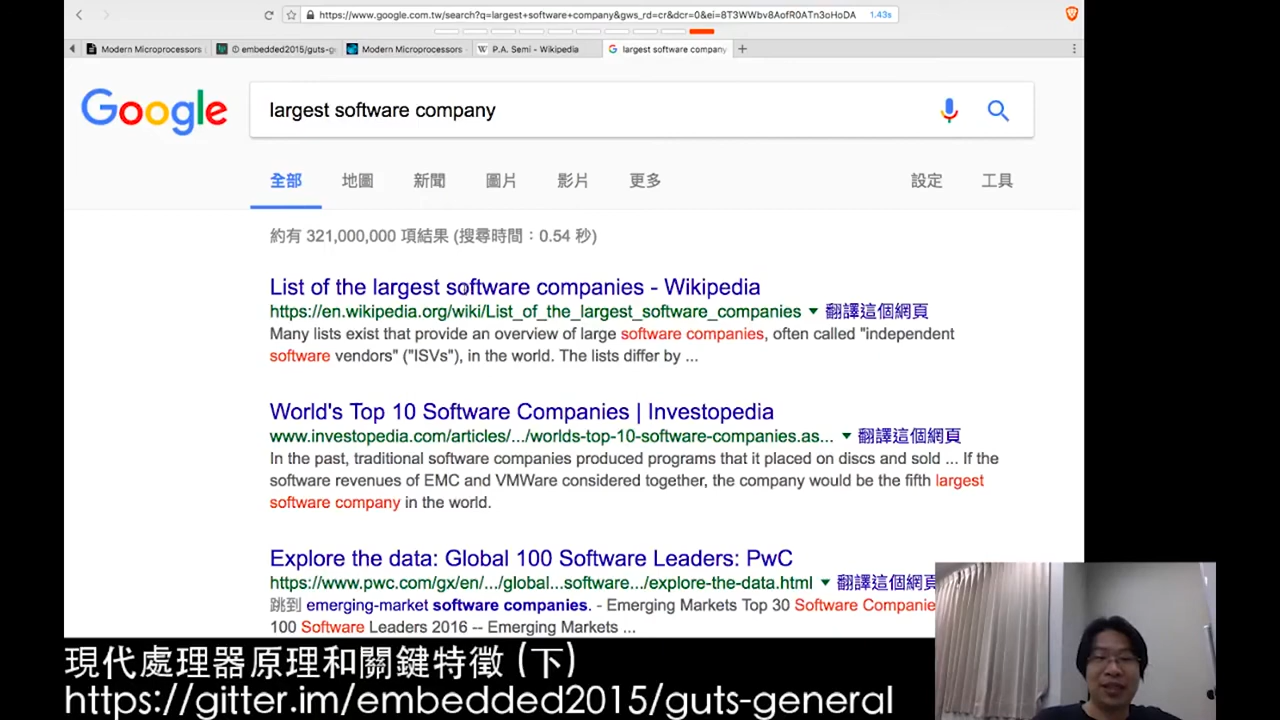 https://www.google.com.tw/search?q=largest+software+company&gws_rd=cr&dcr=0&ei=8T3WWbv8AofR0ATn3oHoDA 1.43s
Modern Microprocessors embedded2015/guts-g Modern Microprocessors P.A. Semi - Wikipedia largest software company
Google
largest software company
全部 地圖 新聞 圖片 影片 更多 設定 工具
約有 321,000,000 項結果 (搜尋時間：0.54 秒)
List of the largest software companies - Wikipedia
https://en.wikipedia.org/wiki/List_of_the_largest_software_companies 翻譯這個網頁
Many lists exist that provide an overview of large software companies, often called "independent
software vendors" ("ISVs"), in the world. The lists differ by ...
World's Top 10 Software Companies | Investopedia
www.investopedia.com/articles/.../worlds-top-10-software-companies.as... 翻譯這個網頁
In the past, traditional software companies produced programs that it placed on discs and sold ... If the
software revenues of EMC and VMWare considered together, the company would be the fifth largest
software company in the world.
Explore the data: Global 100 Software Leaders: PwC
https://www.pwc.com/gx/en/.../global...software.../explore-the-data.html 翻譯這個網頁
跳到 emerging-market software companies. - Emerging Markets Top 30 Software Companie
100 Software Leaders 2016 -- Emerging Markets ...
現代處理器原理和關鍵特徵 (下)
https://gitter.im/embedded2015/guts-general